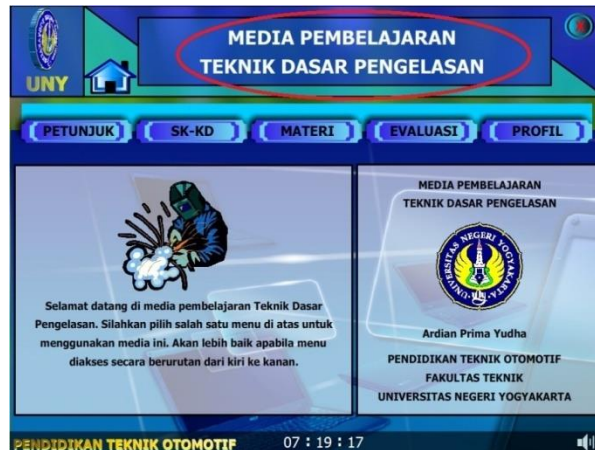 MEDIA PEMBELAJARAN
TEKNIK DASAR PENGELASAN
UNY
PETUNJUK
SK-KD
MATERI
EVALUASI
PROFIL
Selamat datang di media pembelajaran Teknik Dasar
Pengelasan. Silahkan pilih salah satu menu di atas untuk
menggunakan media ini. Akan lebih baik apabila menu
diakses secara berurutan dari kiri ke kanan.
MEDIA PEMBELAJARAN
TEKNIK DASAR PENGELASAN
UNIVERSITAS NEGERI YOGYAKARTA
Ardian Prima Yudha
PENDIDIKAN TEKNIK OTOMOTIF
FAKULTAS TEKNIK
UNIVERSITAS NEGERI YOGYAKARTA
PENDIDIKAN TEKNIK OTOMOTIF
07 : 19 : 17